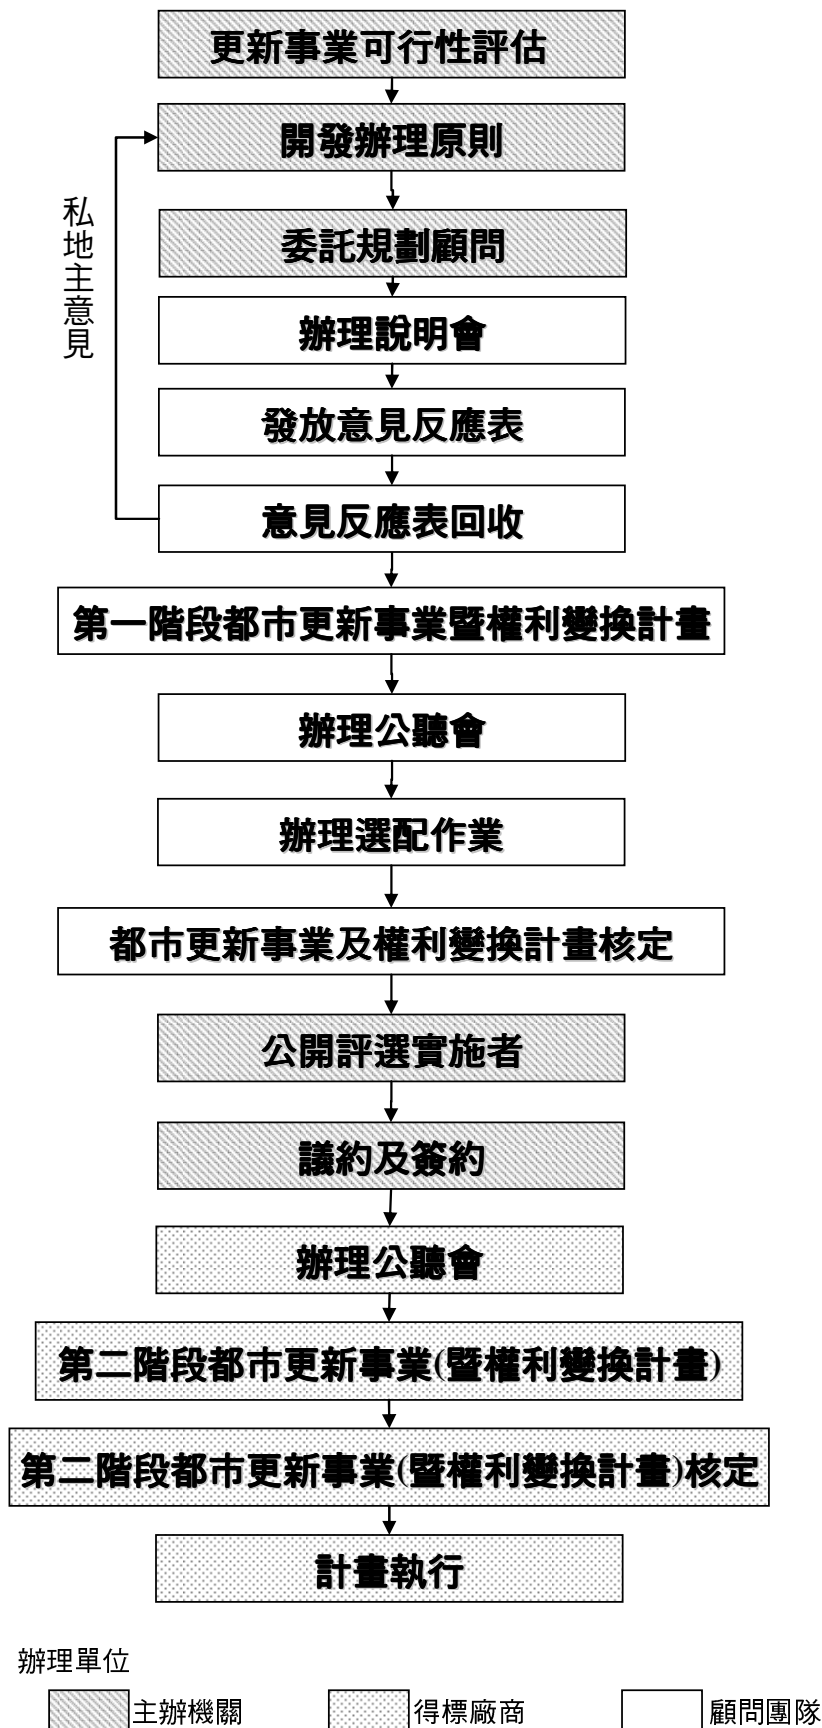 更新事業可行性評估
開發辦理原則
私地主意見
委託規劃顧問
辦理說明會
發放意見反應表
意見反應表回收
第一階段都市更新事業暨權利變換計畫
辦理公聽會
辦理選配作業
都市更新事業及權利變換計畫核定
公開評選實施者
議約及簽約
辦理公聽會
第二階段都市更新事業(暨權利變換計畫)
第二階段都市更新事業(暨權利變換計畫)核定
計畫執行
辦理單位
主辦機關
得標廠商
顧問團隊